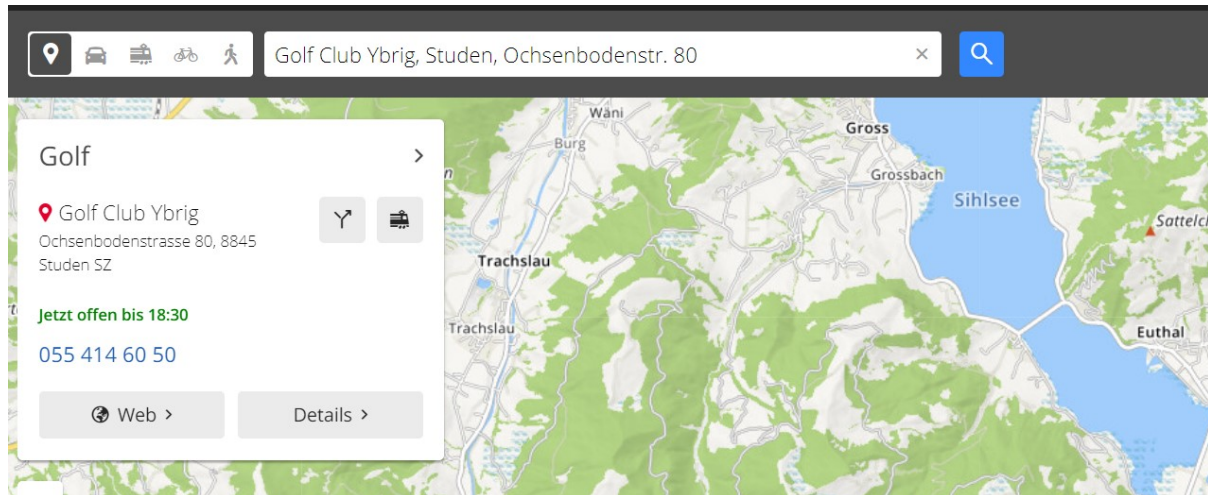 Golf Club Ybrig, Studen, Ochsenbodenstr. 80
Golf
Golf Club Ybrig
Ochsenbodenstrasse 80, 8845
Studen SZ
Jetzt offen bis 18:30
055 414 60 50
Web
Details
Wäni
Burg
Gross
Grossbach
Sihlsee
Trachslau
Trachslau
Euthal